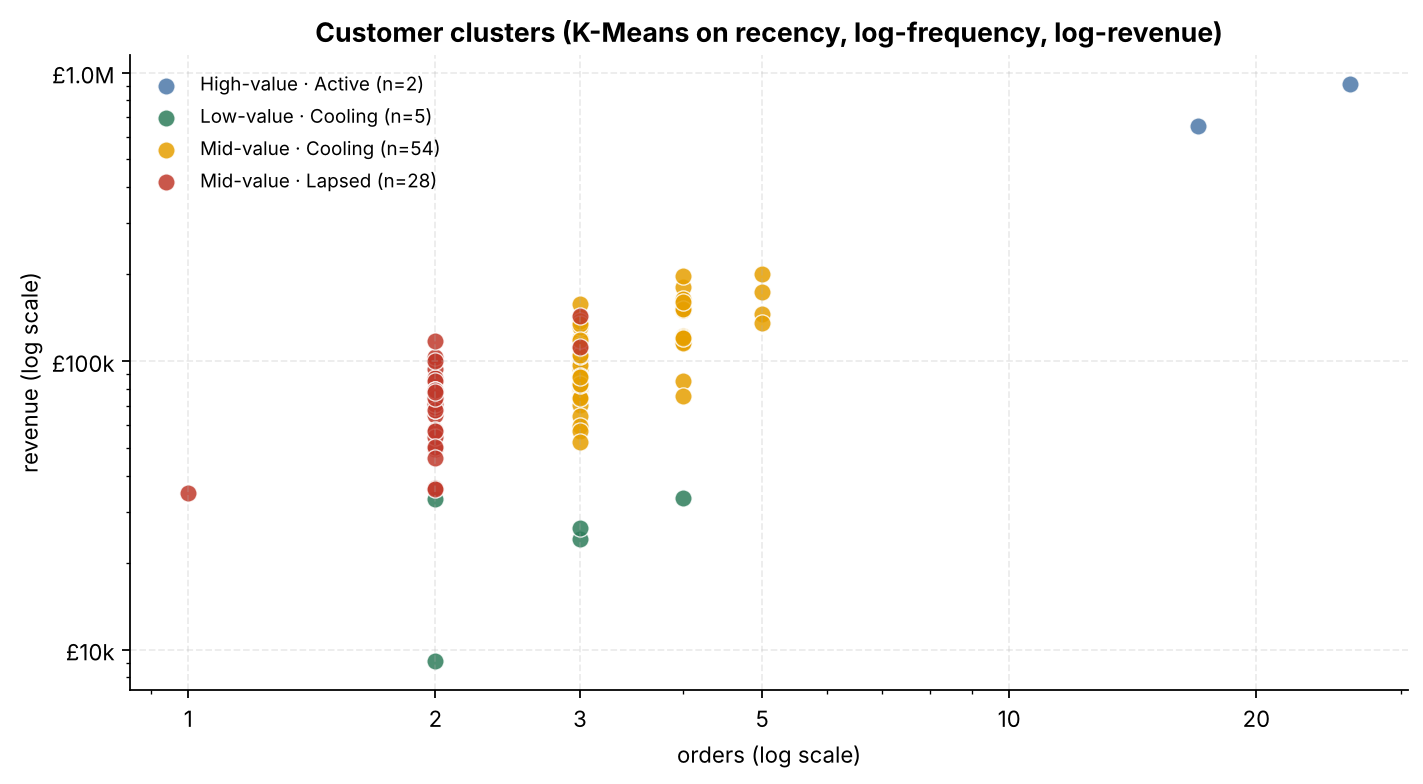 Customer clusters (K-Means on recency, log-frequency, log-revenue)
£1.0M
High-value · Active (n=2)
Low-value · Cooling (n=5)
Mid-value · Cooling (n=54)
Mid-value · Lapsed (n=28)
revenue (log scale)
£100k
£10k
1 2 3 5 10 20
orders (log scale)